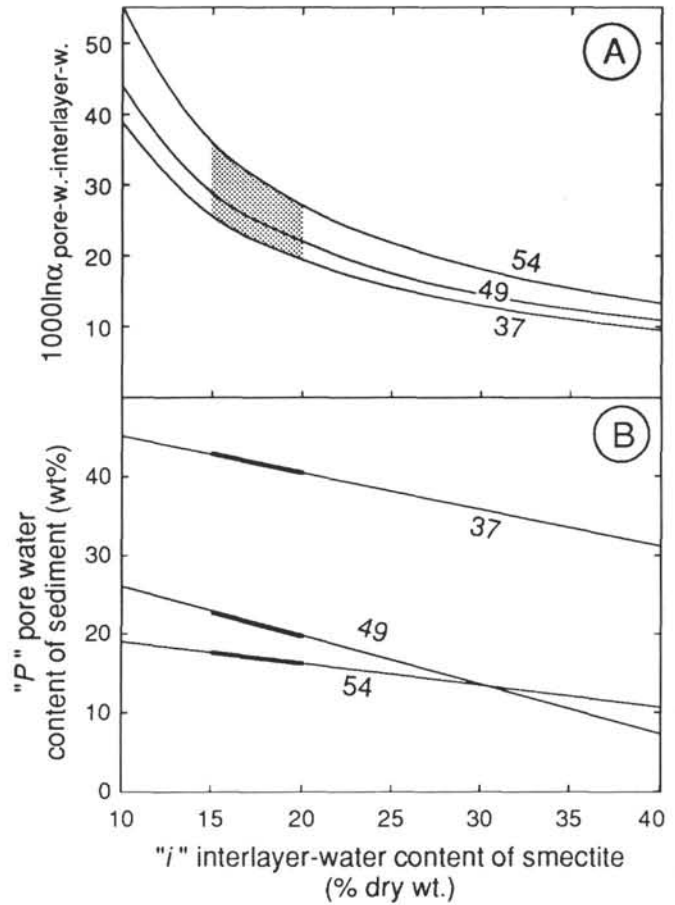 50
40
30
20
10
1000lnα pore-w.-interlayer-w.
A
54
49
37
40
30
20
10
0
"P" pore water
content of sediment (wt%)
B
37
49
54
10 15 20 25 30 35 40
"i" interlayer-water content of smectite
(% dry wt.)